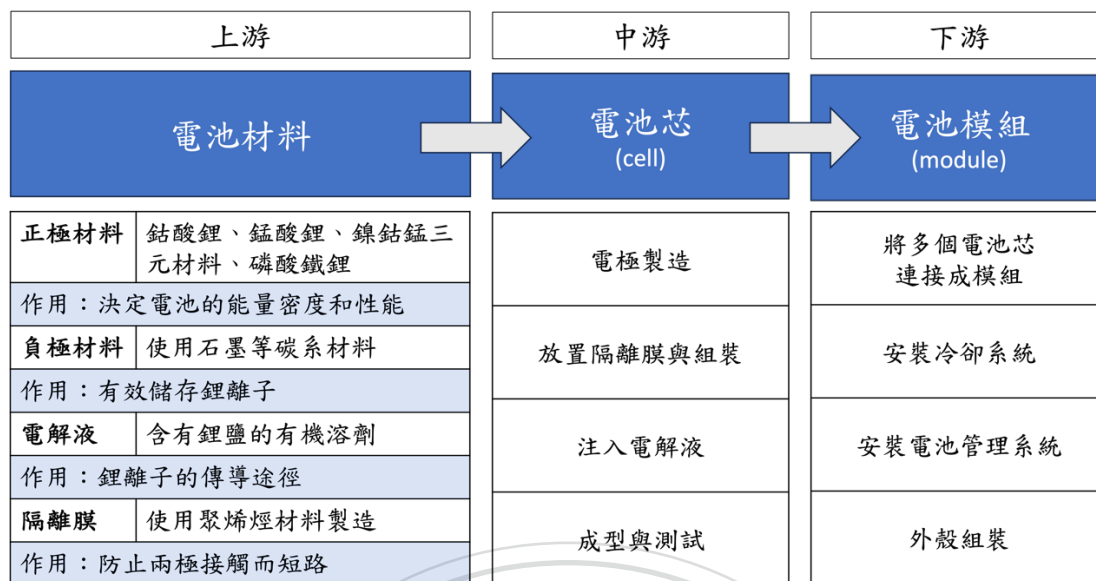 上游
電池材料
正極材料
鈷酸鋰、錳酸鋰、鎳鈷錳三
元材料、磷酸鐵鋰
作用：決定電池的能量密度和性能
負極材料
使用石墨等碳系材料
作用：有效儲存鋰離子
電解液
含有鋰鹽的有機溶劑
作用：鋰離子的傳導途徑
隔離膜
使用聚烯烴材料製造
作用：防止兩極接觸而短路
中游
電池芯
(cell)
電極製造
放置隔離膜與組裝
注入電解液
成型與測試
下游
電池模組
(module)
將多個電池芯
連接成模組
安裝冷卻系統
安裝電池管理系統
外殼組裝